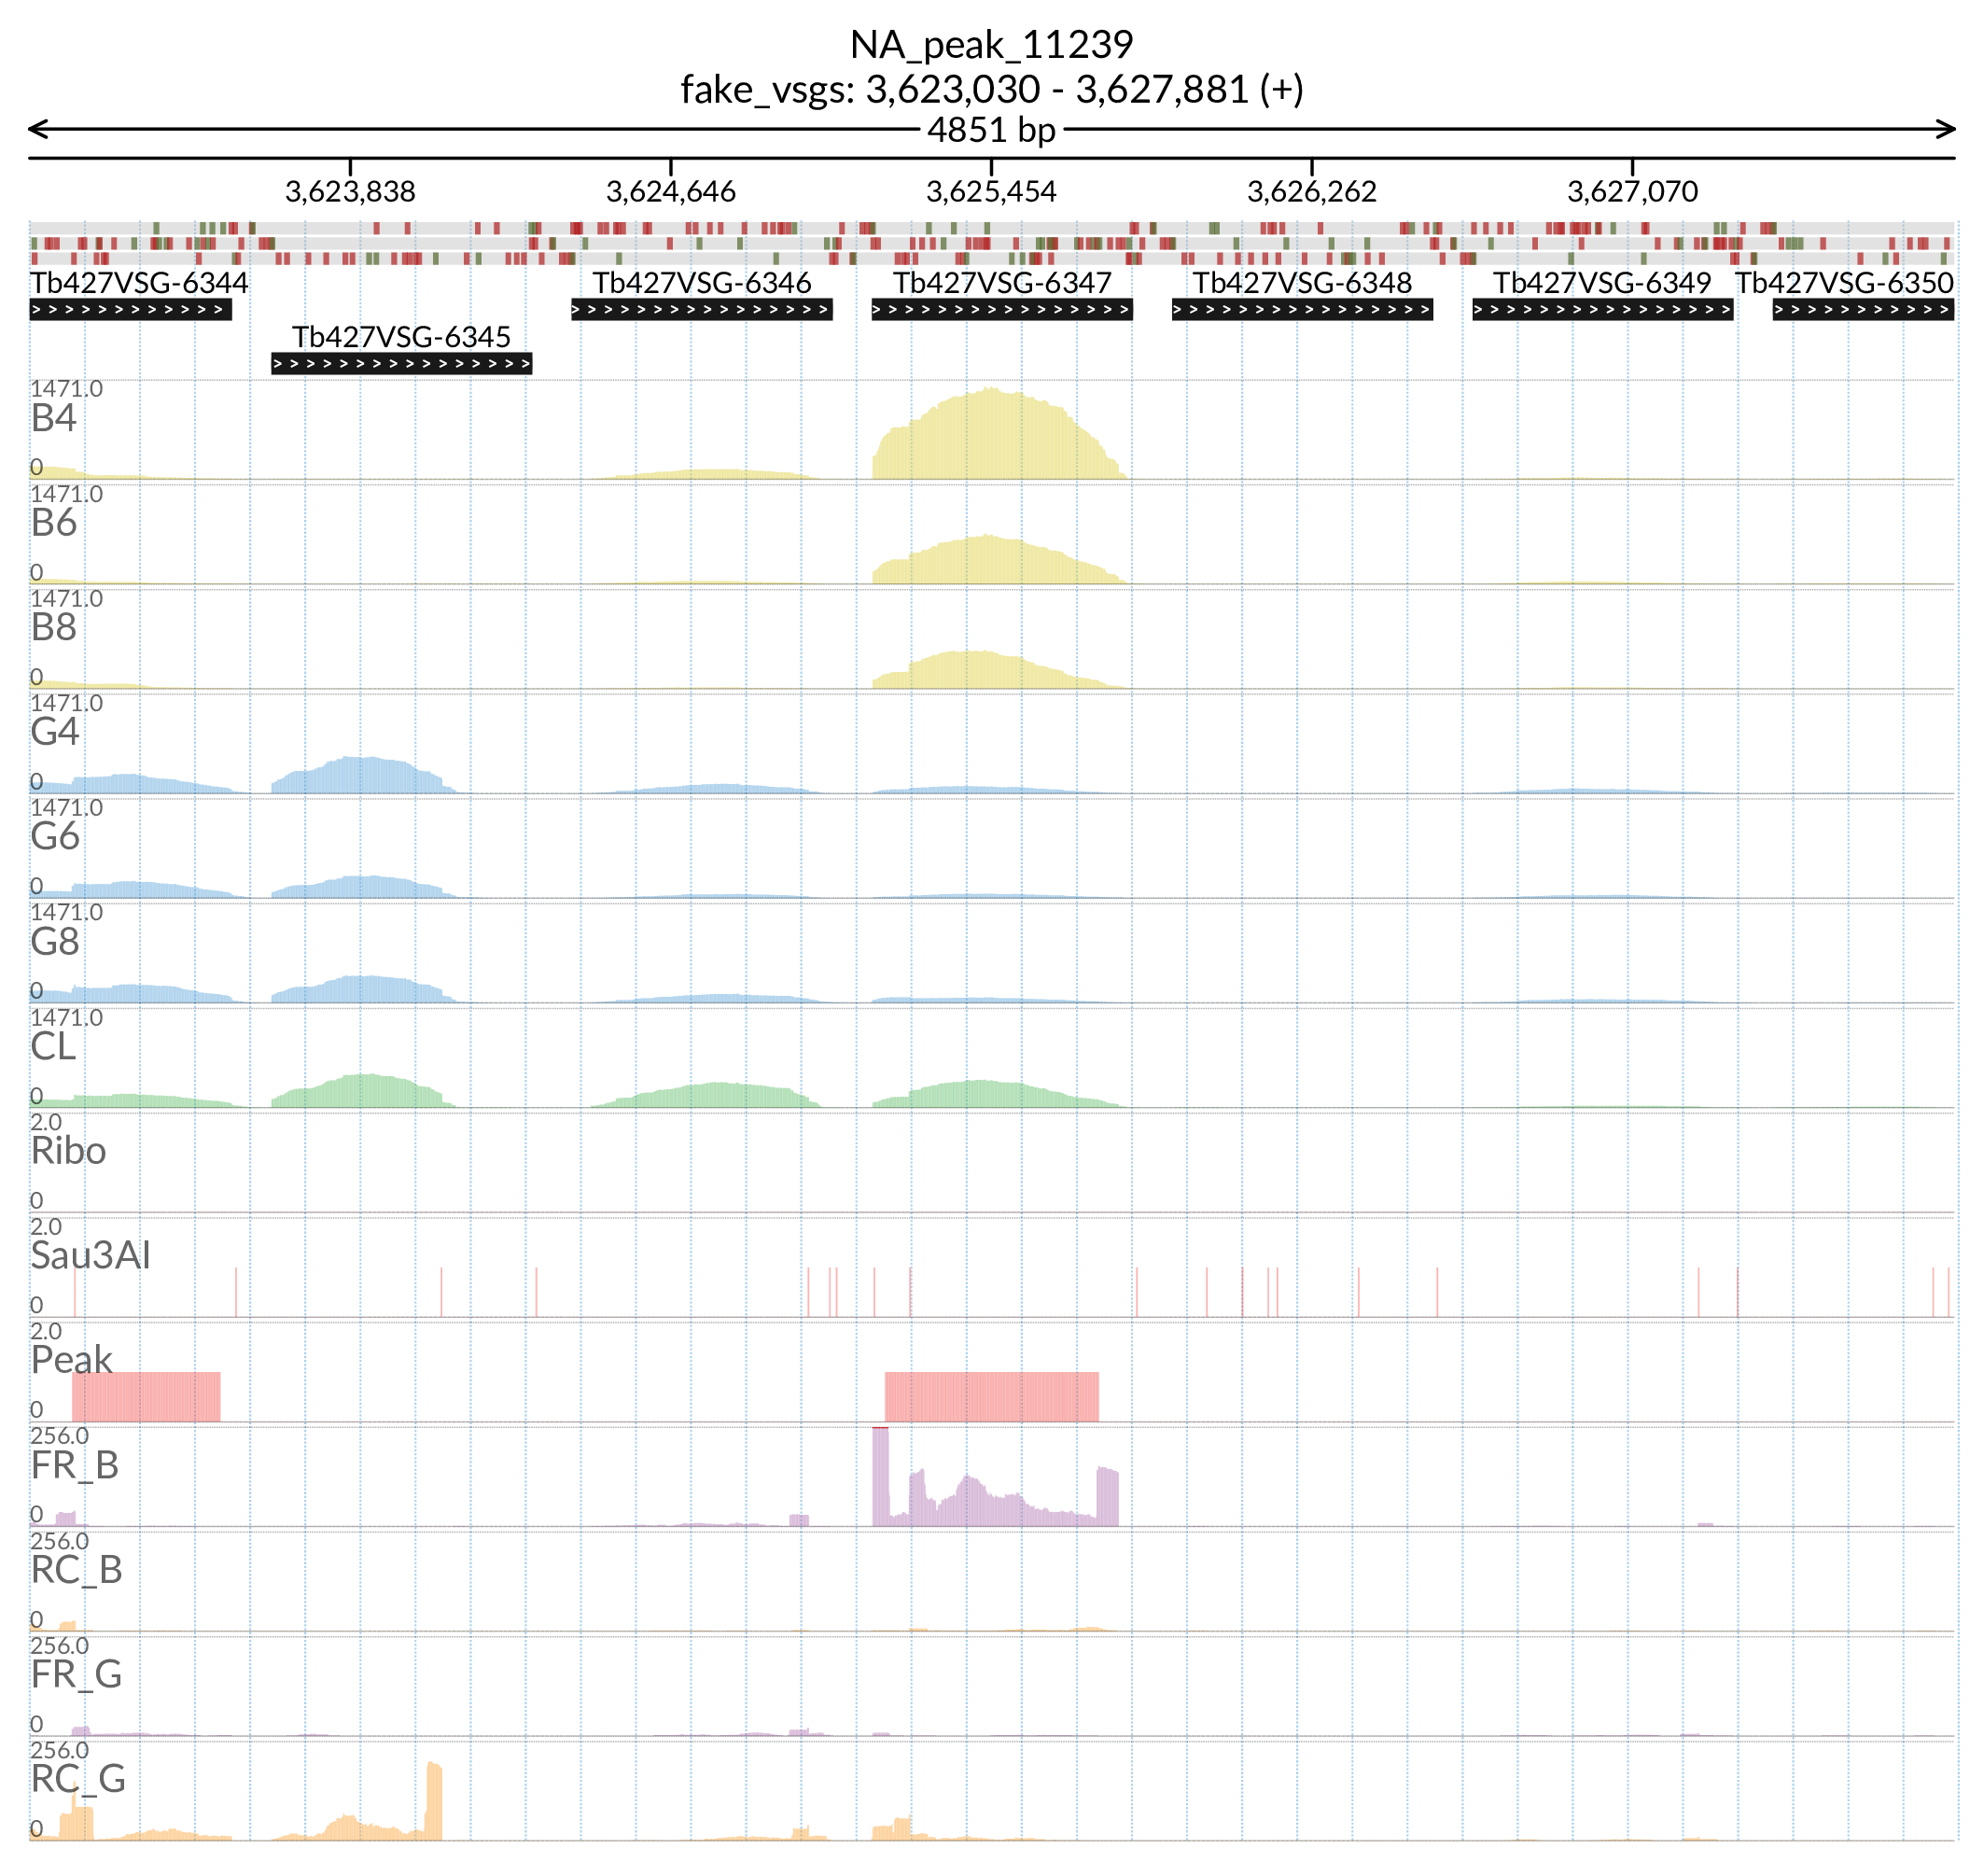 NA_peak_11239
fake_vsgs: 3,623,030 - 3,627,881 (+)
4851 bp
3,623,838 3,624,646 3,625,454 3,626,262 3,627,070
Tb427VSG-6344 Tb427VSG-6346 Tb427VSG-6347 Tb427VSG-6348 Tb427VSG-6349 Tb427VSG-6350
Tb427VSG-6345
1471.0
B4
0
1471.0
B6
0
1471.0
B8
0
1471.0
G4
0
1471.0
G6
0
1471.0
G8
0
1471.0
CL
0
2.0
Ribo
0
2.0
Sau3AI
0
2.0
Peak
0
256.0
FR_B
0
256.0
RC_B
0
256.0
FR_G
0
256.0
RC_G
0